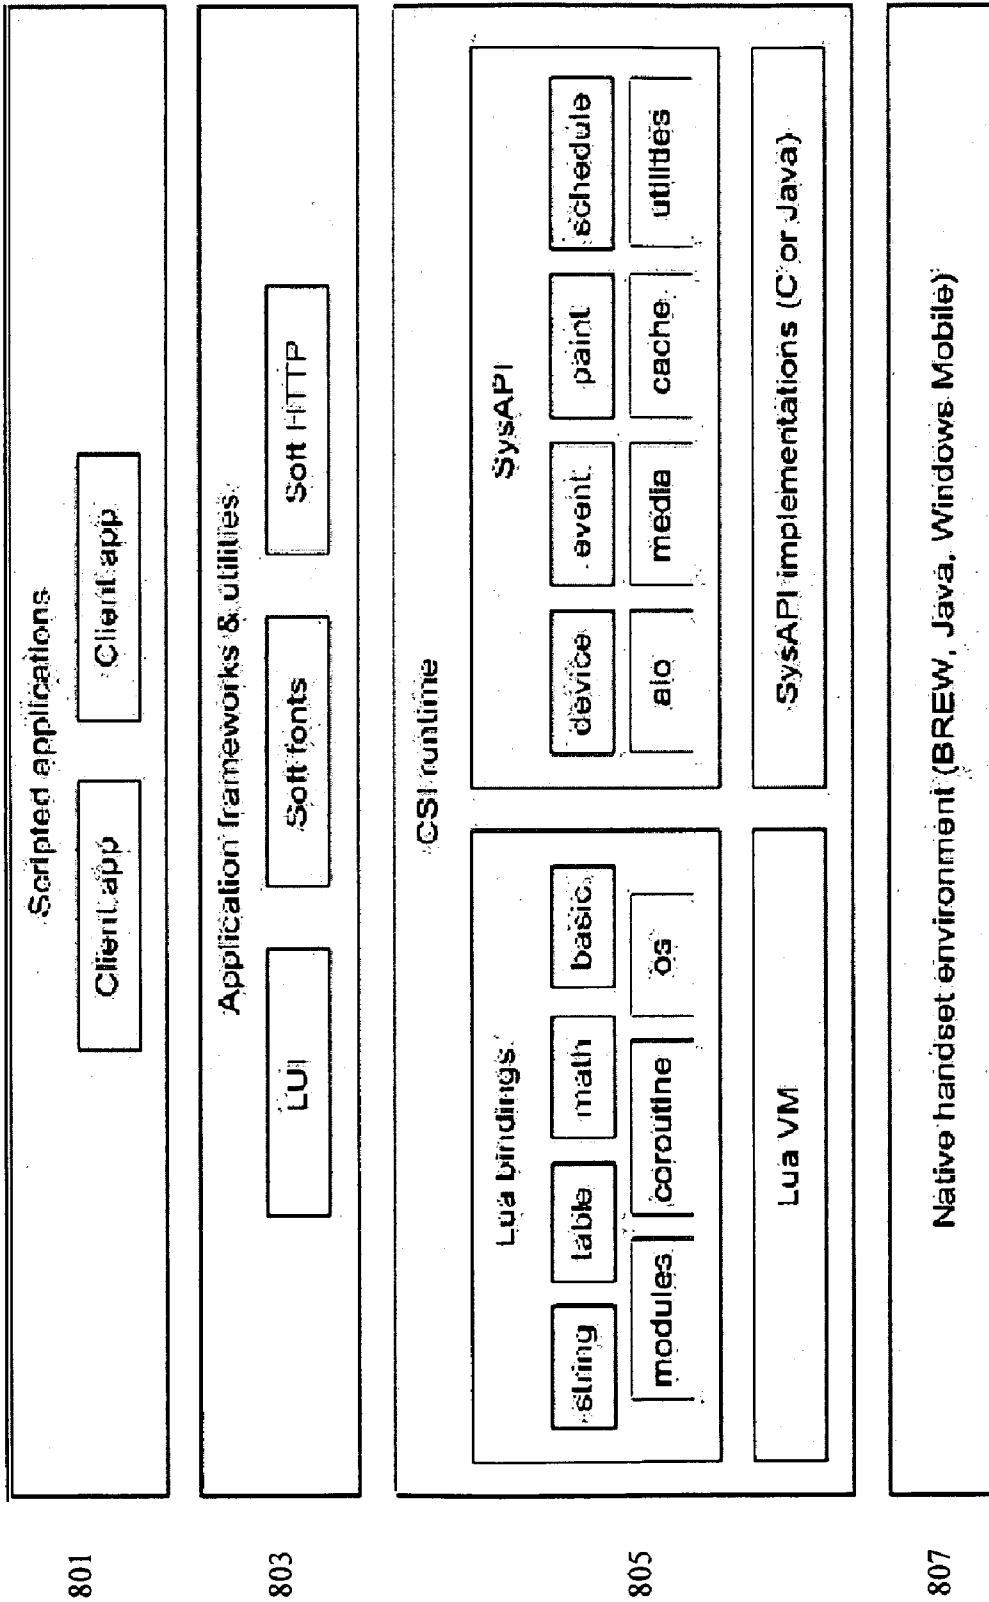 801
Scripted applications
Client app
Client app
803
Application frameworks & utilities
LUI
Soft fonts
Soft HTTP
805
CSI runtime
Lua bindings
string
table
math
basic
modules
coroutine
os
Lua VM
SysAPI
device
event
paint
schedule
aio
media
cache
utilities
SysAPI implementations (C or Java)
807
Native handset environment (BREW, Java, Windows Mobile)